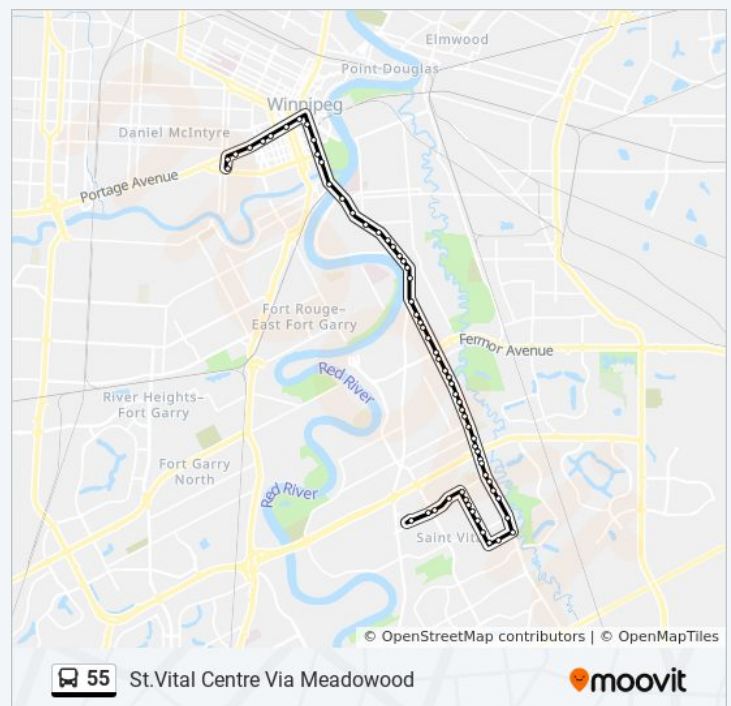 Elmwood
Point Douglas
Winnipeg
Daniel McIntyre
Portage Avenue
Fort Rouge–
East Fort Garry
Fermor Avenue
Red River
River Heights–
Fort Garry
Fort Garry
North
Red River
Saint Vit
© OpenStreetMap contributors | © OpenMapTiles
55 St.Vital Centre Via Meadowood
moovit